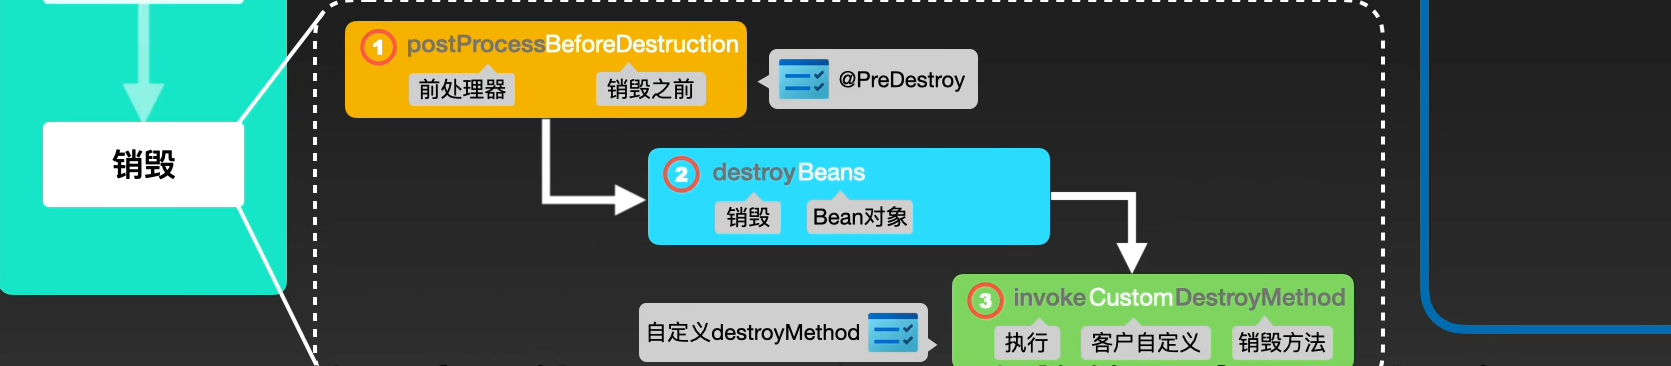 销毁
1 postProcessBeforeDestruction
前处理器 销毁之前
@PreDestroy
2 destroyBeans
销毁 Bean对象
3 invokeCustomDestroyMethod
执行 客户自定义 销毁方法
自定义destroyMethod